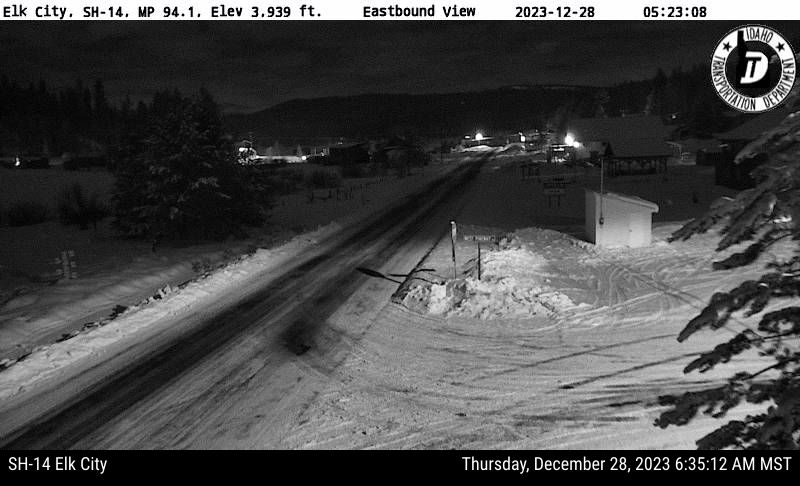 Elk City, SH-14, MP 94.1, Elev 3,939 ft. Eastbound View 2023-12-28 05:23:08
IDAHO
TRANSPORTATION DEPARTMENT
SH-14 Elk City Thursday, December 28, 2023 6:35:12 AM MST